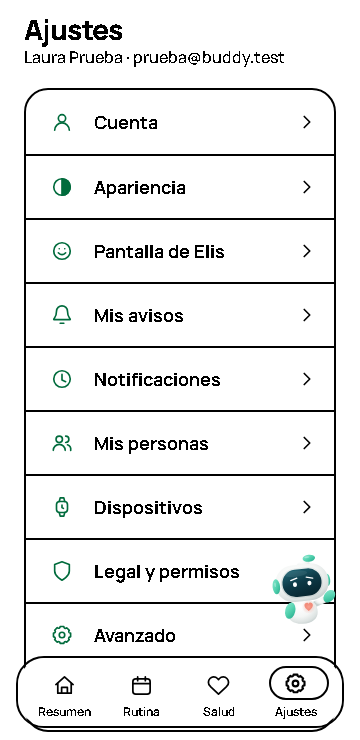 Ajustes
Laura Prueba · prueba@buddy.test
Cuenta
Apariencia
Pantalla de Elis
Mis avisos
Notificaciones
Mis personas
Dispositivos
Legal y permisos
Avanzado
Resumen
Rutina
Salud
Ajustes